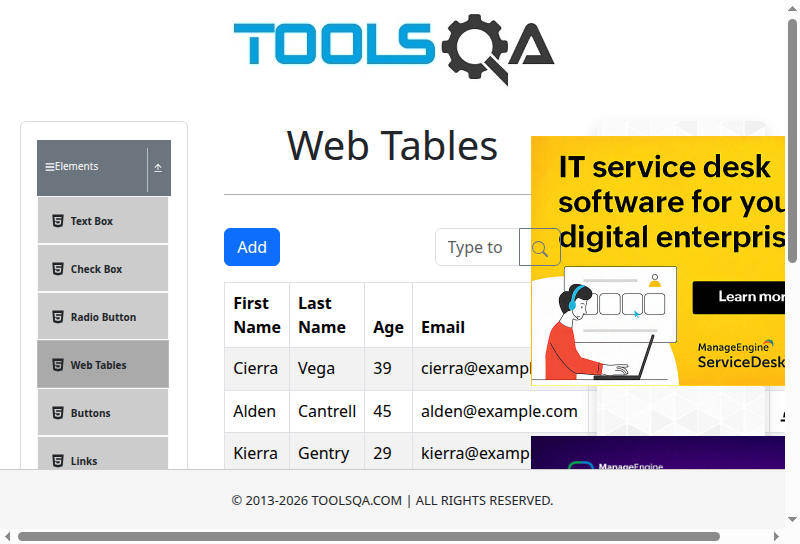 TOOLSQA
Web Tables
Elements
Text Box
Check Box
Radio Button
Web Tables
Buttons
Links
Add
Type to
First Name
Last Name
Age
Email
Cierra Vega 39 cierra@exampl
Alden Cantrell 45 alden@example.com
Kierra Gentry 29 kierra@examp
IT service desk
software for you
digital enterpris
Learn mor
ManageEngine
ServiceDesk
ManageEngine
© 2013-2026 TOOLSQA.COM | ALL RIGHTS RESERVED.